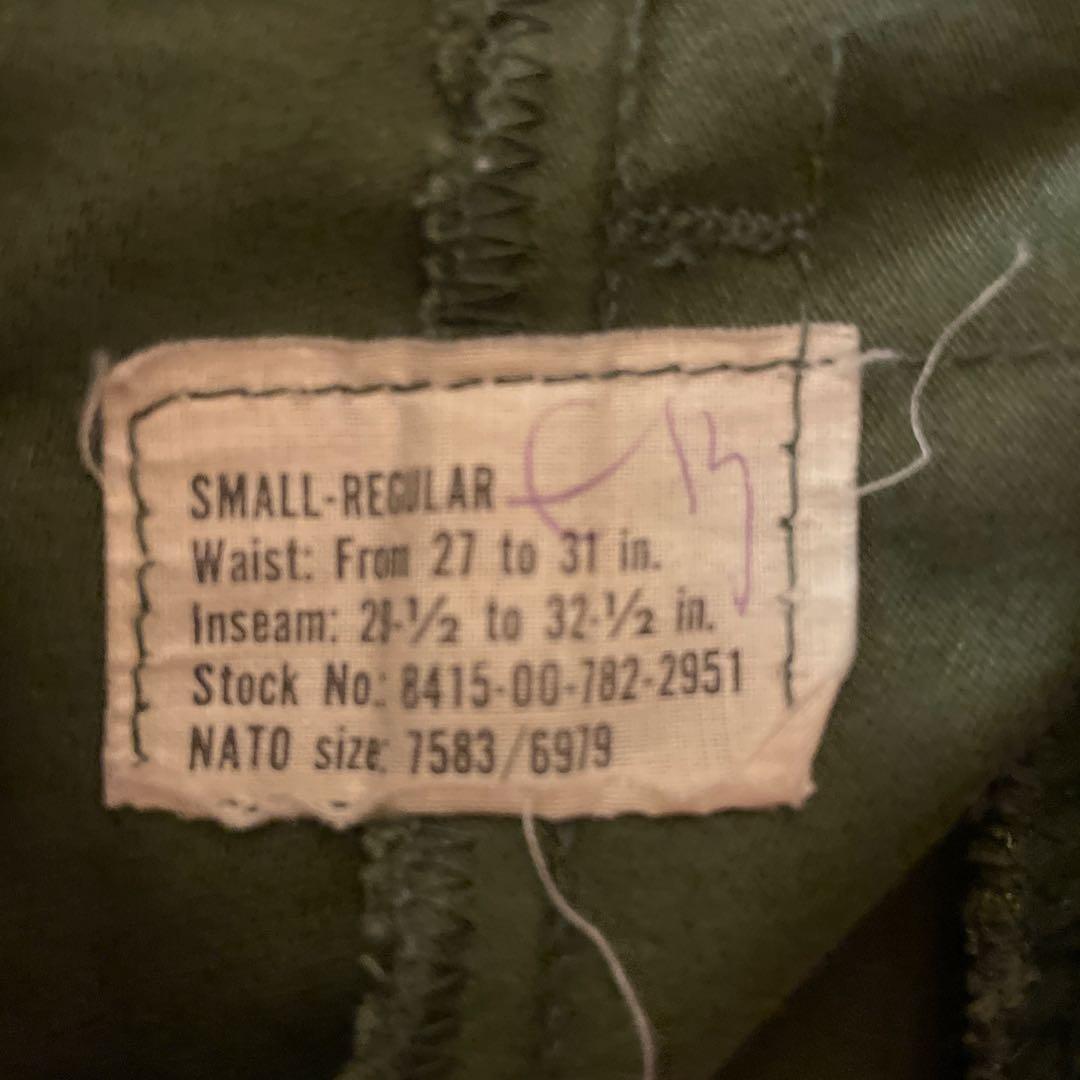 SMALL-REGULAR
Waist: From 27 to 31 in.
Inseam: 29-1/2 to 32-1/2 in.
Stock No.: 8415-00-782-2951
NATO size: 7583/6979